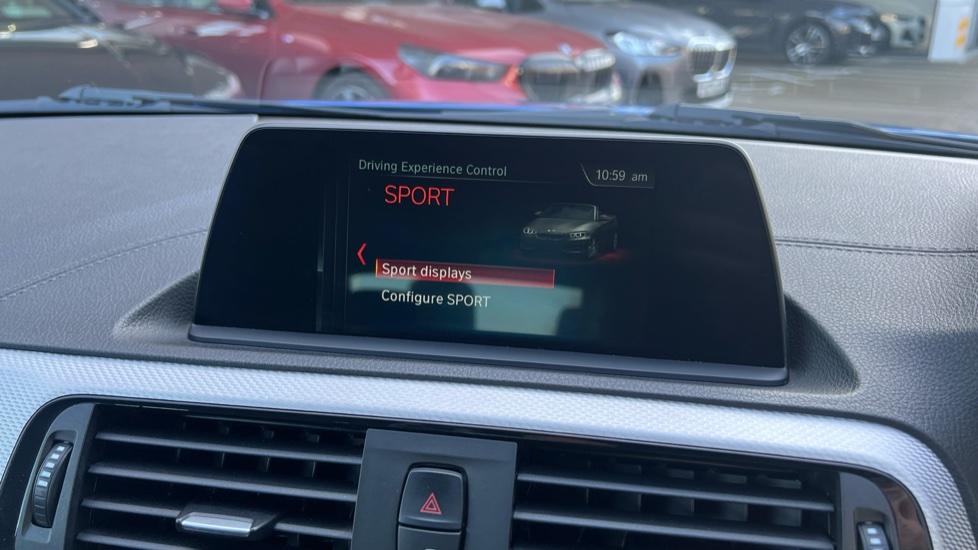 Driving Experience Control
10:59 am
SPORT
Sport displays
Configure SPORT